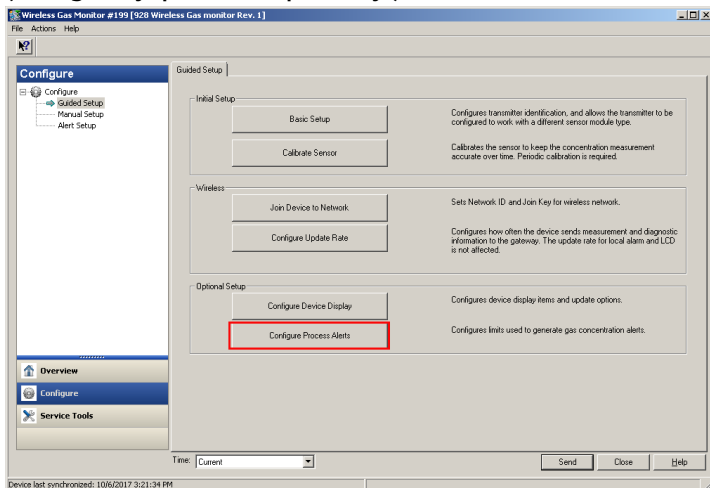 Wireless Gas Monitor #199 [928 Wireless Gas monitor Rev. 1]
File Actions Help
Configure
Guided Setup
Configure
Guided Setup
Manual Setup
Alert Setup
Initial Setup
Basic Setup
Configures transmitter identification, and allows the transmitter to be
configured to work with a different sensor module type.
Calibrate Sensor
Calibrates the sensor to keep the concentration measurement
accurate over time. Periodic calibration is required.
Wireless
Join Device to Network
Sets Network ID and Join Key for wireless network.
Configure Update Rate
Configures how often the device sends measurement and diagnostic
information to the gateway. The update rate for local alarm and LCD
is not affected.
Optional Setup
Configure Device Display
Configures device display items and update options.
Configure Process Alerts
Configures limits used to generate gas concentration alerts.
Overview
Configure
Service Tools
Time: Current
Send Close Help
Device last synchronized: 10/6/2017 3:21:34 PM